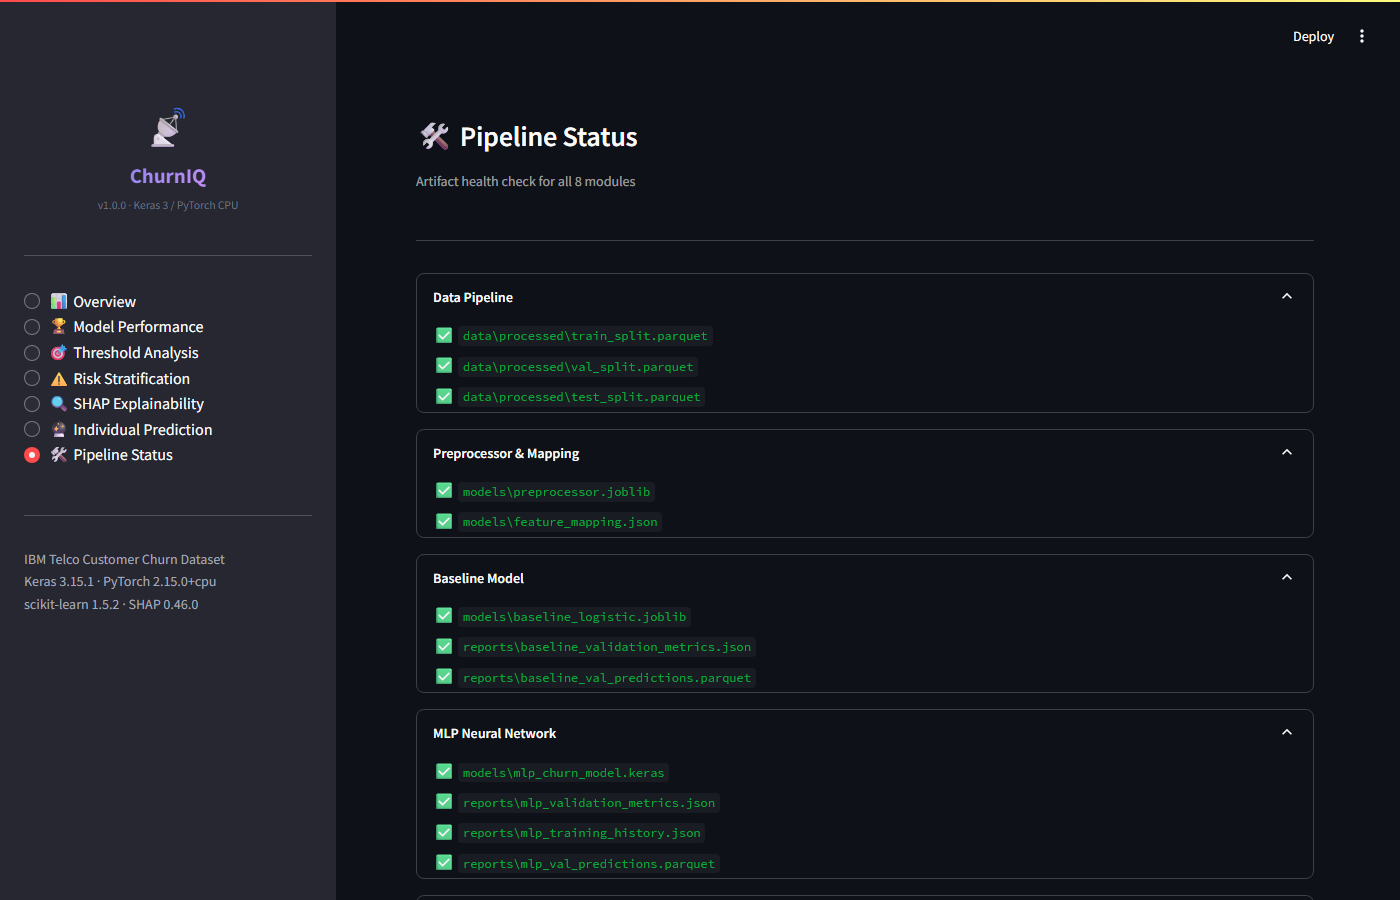 Deploy
ChurnIQ
v1.0.0 · Keras 3 / PyTorch CPU
Overview
Model Performance
Threshold Analysis
Risk Stratification
SHAP Explainability
Individual Prediction
Pipeline Status
IBM Telco Customer Churn Dataset
Keras 3.15.1 · PyTorch 2.15.0+cpu
scikit-learn 1.5.2 · SHAP 0.46.0
Pipeline Status
Artifact health check for all 8 modules
Data Pipeline
data\processed\train_split.parquet
data\processed\val_split.parquet
data\processed\test_split.parquet
Preprocessor & Mapping
models\preprocessor.joblib
models\feature_mapping.json
Baseline Model
models\baseline_logistic.joblib
reports\baseline_validation_metrics.json
reports\baseline_val_predictions.parquet
MLP Neural Network
models\mlp_churn_model.keras
reports\mlp_validation_metrics.json
reports\mlp_training_history.json
reports\mlp_val_predictions.parquet